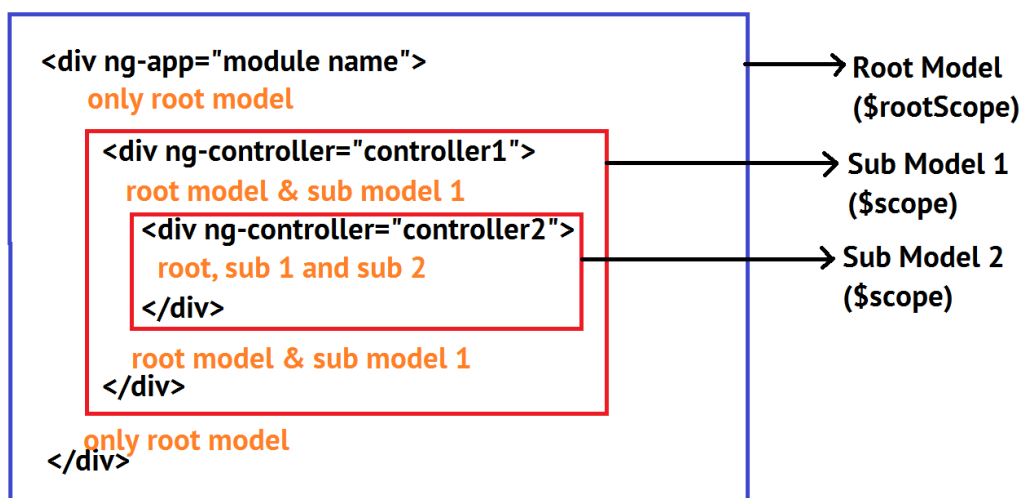 <div ng-app="module name">
only root model
<div ng-controller="controller1">
root model & sub model 1
<div ng-controller="controller2">
root, sub 1 and sub 2
</div>
root model & sub model 1
</div>
only root model
</div>
Root Model
($rootScope)
Sub Model 1
($scope)
Sub Model 2
($scope)